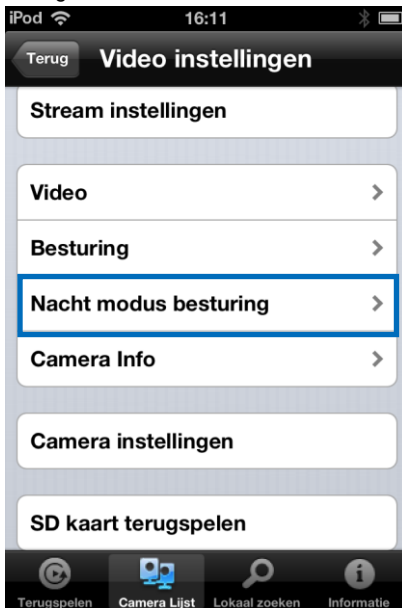 iPod 16:11
Terug Video instellingen
Stream instellingen
Video
Besturing
Nacht modus besturing
Camera Info
Camera instellingen
SD kaart terugspelen
Terugspelen Camera Lijst Lokaal zoeken Informatie